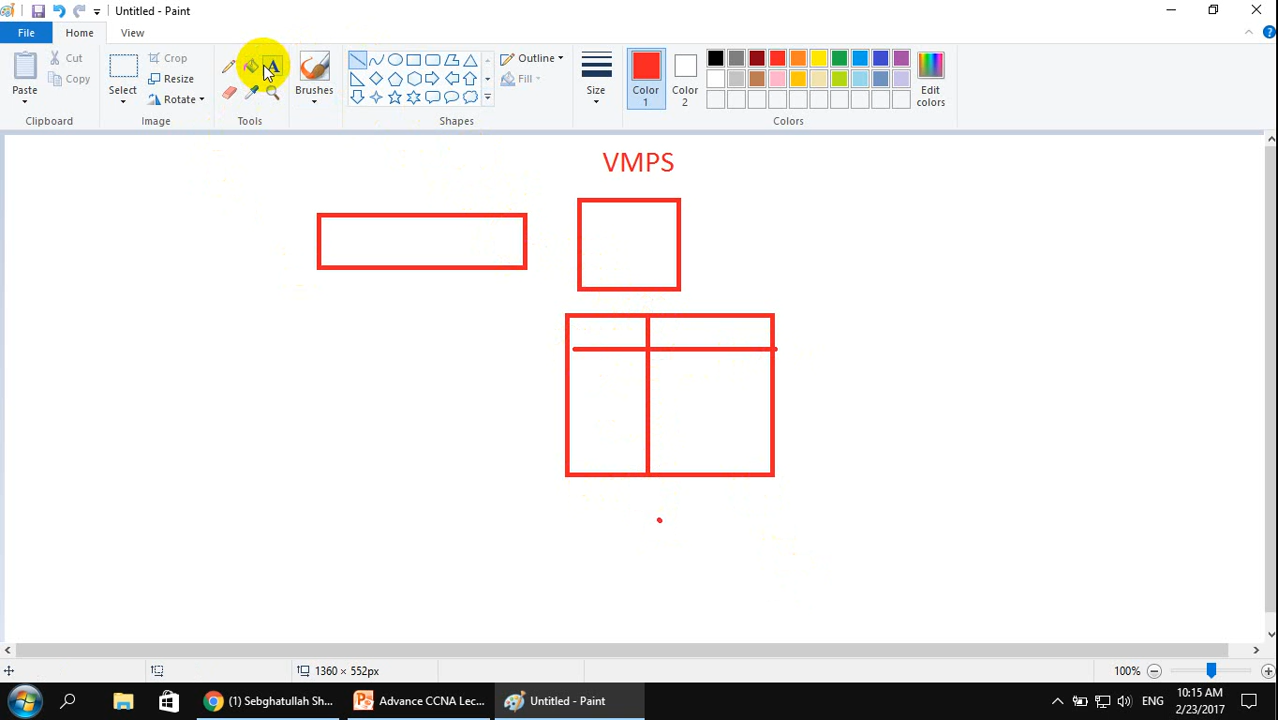 Untitled - Paint
File
Home
View
Paste
Cut
Copy
Clipboard
Select
Crop
Resize
Rotate
Image
A
Tools
Brushes
Outline
Fill
Shapes
Size
Color 1
Color 2
Edit colors
Colors
VMPS
1360 × 552px
100%
(1) Sebghatullah Sh...
Advance CCNA Lec...
Untitled - Paint
ENG
10:15 AM
2/23/2017